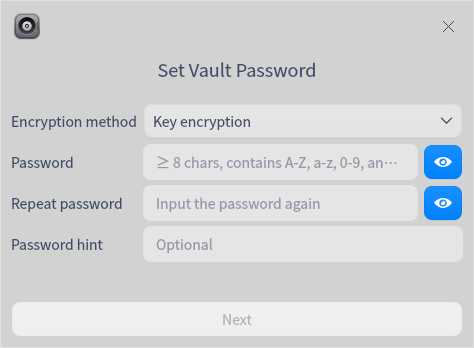 Set Vault Password
Encryption method Key encryption
Password ≥ 8 chars, contains A-Z, a-z, 0-9, an···
Repeat password Input the password again
Password hint Optional
Next